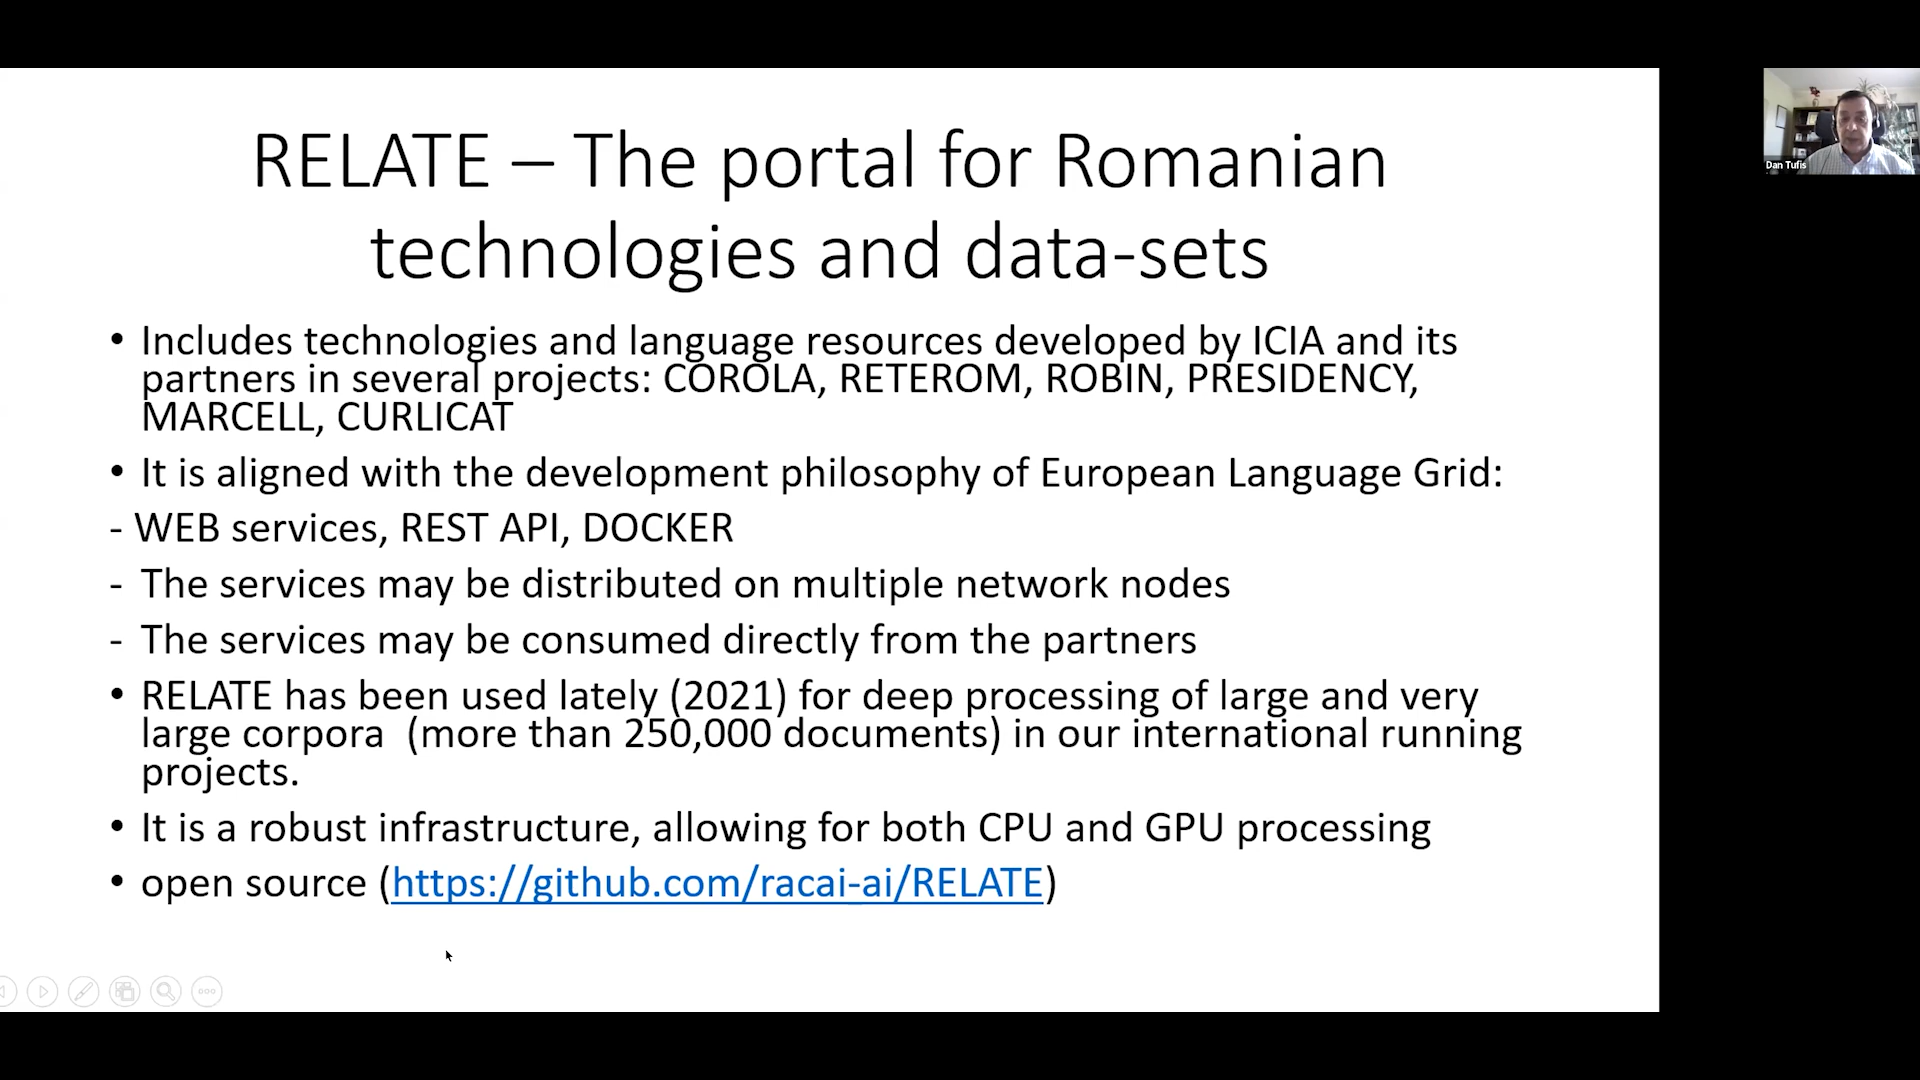 RELATE – The portal for Romanian
technologies and data-sets
• Includes technologies and language resources developed by ICIA and its
partners in several projects: COROLA, RETEROM, ROBIN, PRESIDENCY,
MARCELL, CURLICAT
• It is aligned with the development philosophy of European Language Grid:
- WEB services, REST API, DOCKER
- The services may be distributed on multiple network nodes
- The services may be consumed directly from the partners
• RELATE has been used lately (2021) for deep processing of large and very
large corpora  (more than 250,000 documents) in our international running
projects.
• It is a robust infrastructure, allowing for both CPU and GPU processing
• open source (https://github.com/racai-ai/RELATE)
Dan Tufis